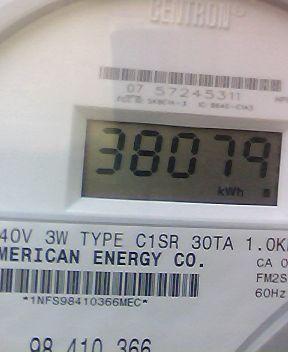 CENTRON®
07 57245311
38079
kWh
40V 3W TYPE C1SR 30TA 1.0K
MERICAN ENERGY CO.
CA 0
FM2S
*1NFS98410366MEC*
60Hz
98 410 366